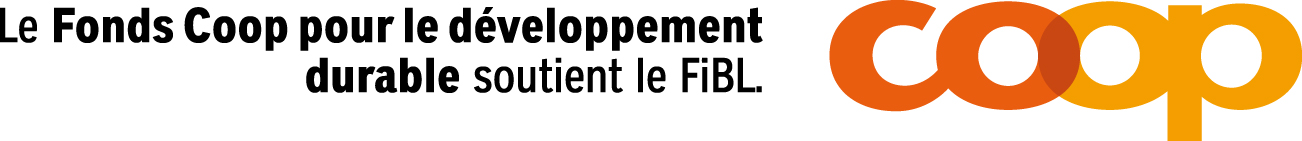 Le Fonds Coop pour le développement
durable soutient le FiBL.
coop